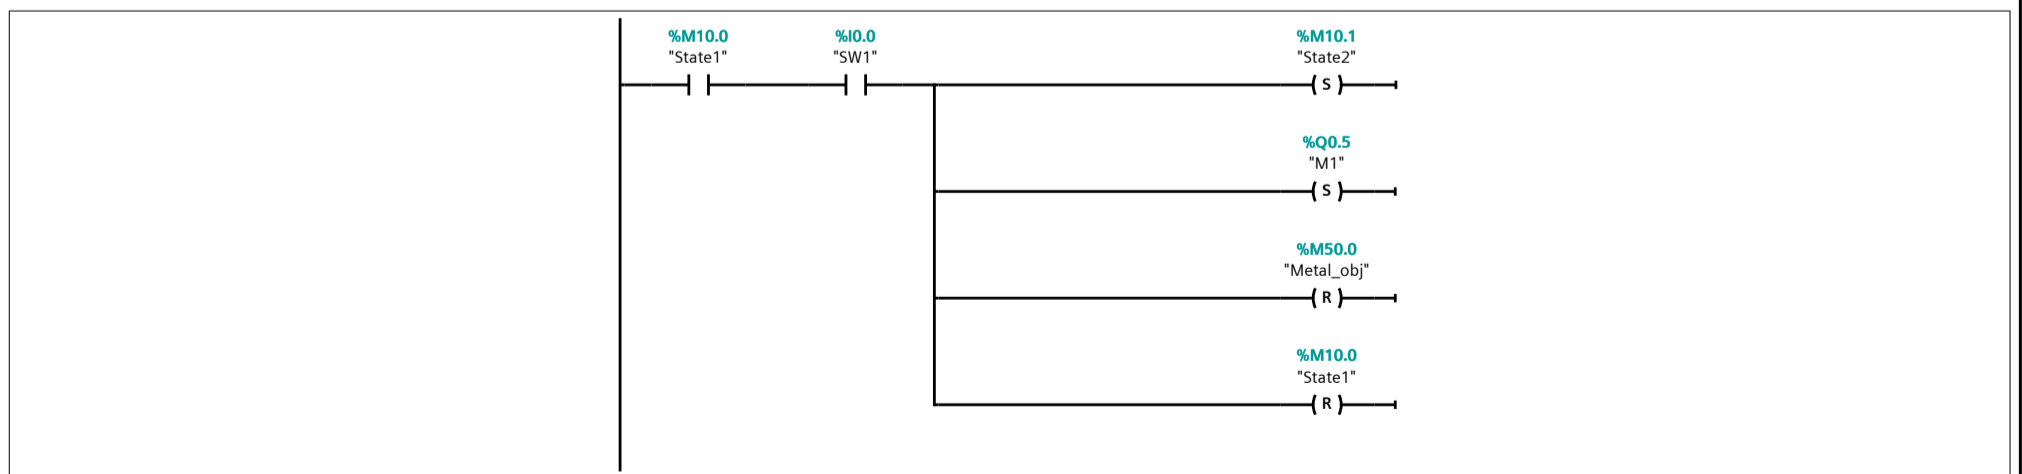 %M10.0
"State1"
%I0.0
"SW1"
%M10.1
"State2"
S
%Q0.5
"M1"
S
%M50.0
"Metal_obj"
R
%M10.0
"State1"
R